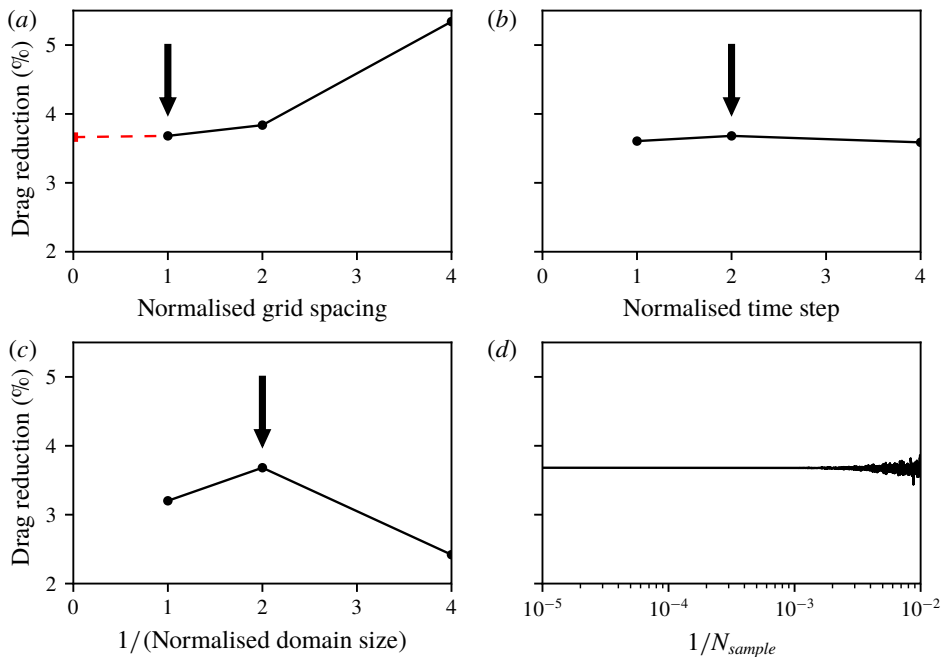 (a)
Drag reduction (%)
5
4
3
2
0 1 2 3 4
Normalised grid spacing
(b)
0 1 2 3 4
Normalised time step
(c)
Drag reduction (%)
5
4
3
2
0 1 2 3 4
1/(Normalised domain size)
(d)
10⁻⁵ 10⁻⁴ 10⁻³ 10⁻²
1/N_sample